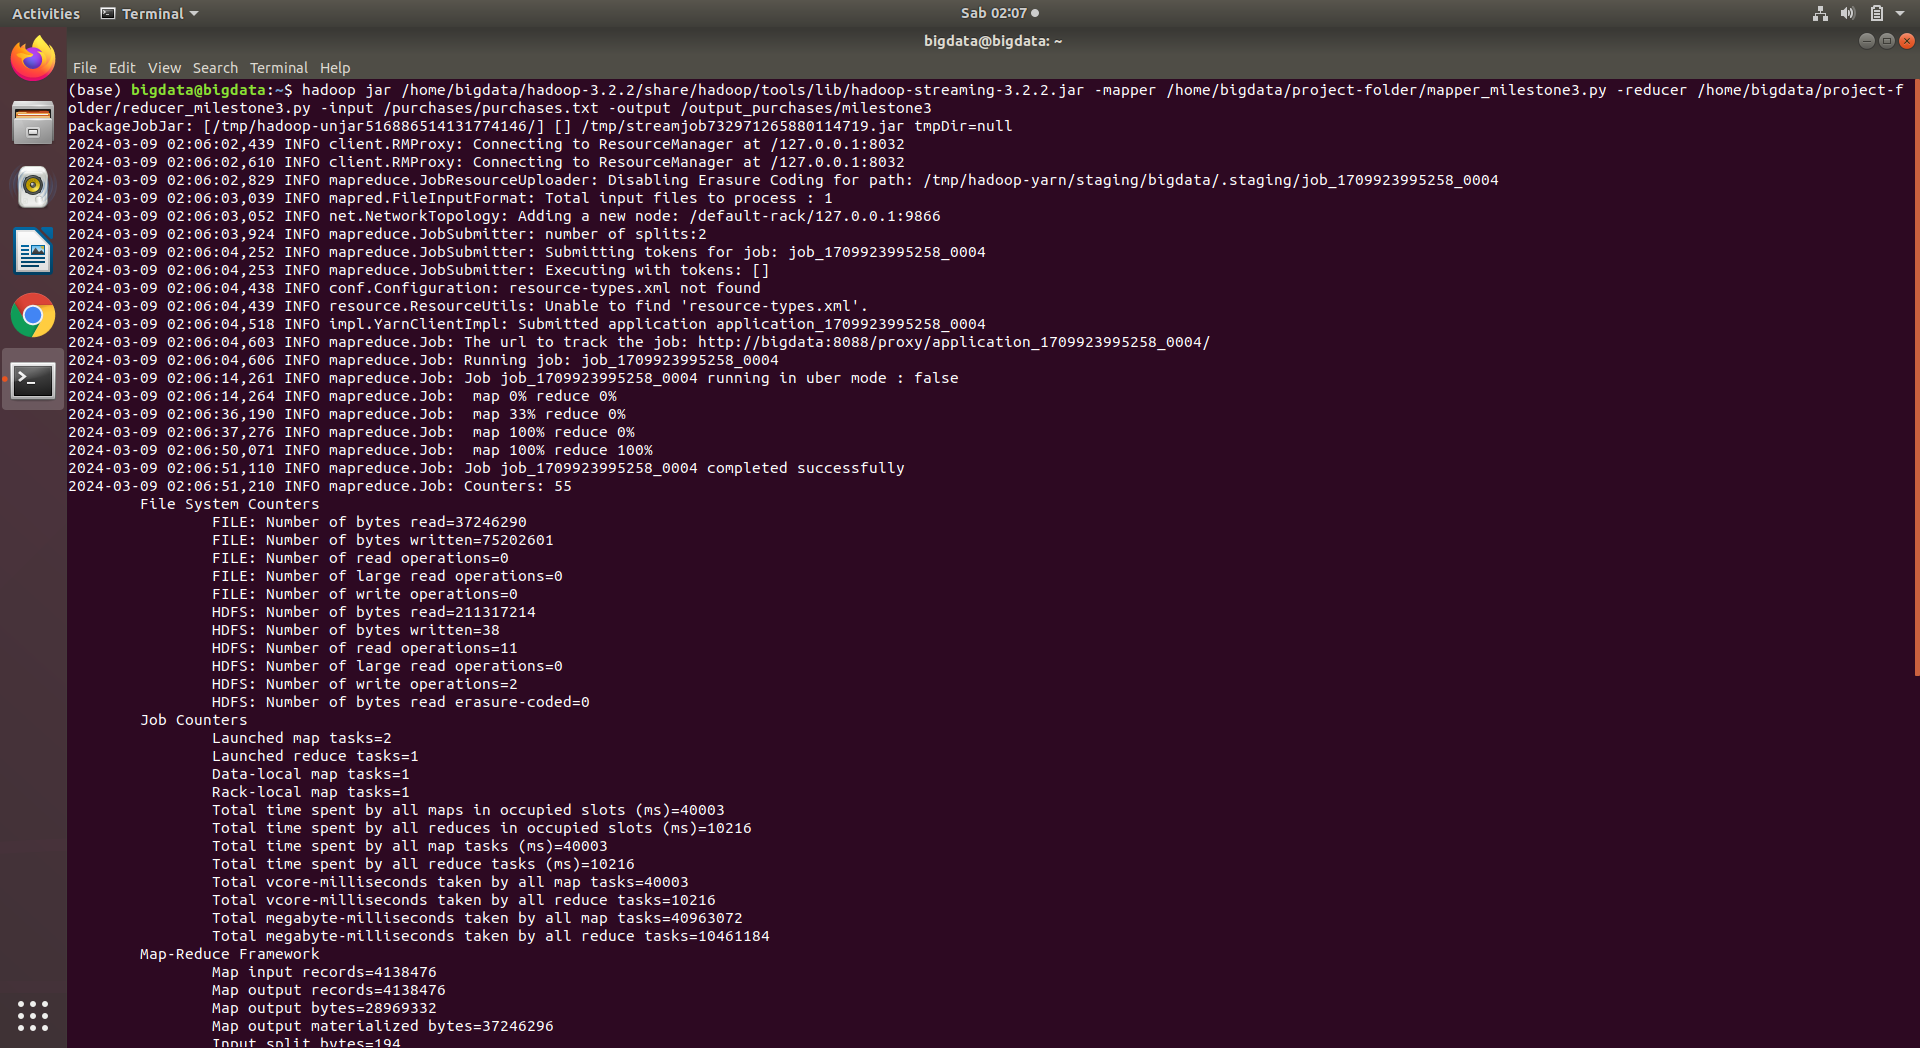 Activities Terminal Sab 02:07
bigdata@bigdata: ~
File Edit View Search Terminal Help
(base) bigdata@bigdata:~$ hadoop jar /home/bigdata/hadoop-3.2.2/share/hadoop/tools/lib/hadoop-streaming-3.2.2.jar -mapper /home/bigdata/project-folder/mapper_milestone3.py -reducer /home/bigdata/project-f
older/reducer_milestone3.py -input /purchases/purchases.txt -output /output_purchases/milestone3
packageJobJar: [/tmp/hadoop-unjar516886514131774146/] [] /tmp/streamjob732971265880114719.jar tmpDir=null
2024-03-09 02:06:02,439 INFO client.RMProxy: Connecting to ResourceManager at /127.0.0.1:8032
2024-03-09 02:06:02,610 INFO client.RMProxy: Connecting to ResourceManager at /127.0.0.1:8032
2024-03-09 02:06:02,829 INFO mapreduce.JobResourceUploader: Disabling Erasure Coding for path: /tmp/hadoop-yarn/staging/bigdata/.staging/job_1709923995258_0004
2024-03-09 02:06:03,039 INFO mapred.FileInputFormat: Total input files to process : 1
2024-03-09 02:06:03,052 INFO net.NetworkTopology: Adding a new node: /default-rack/127.0.0.1:9866
2024-03-09 02:06:03,924 INFO mapreduce.JobSubmitter: number of splits:2
2024-03-09 02:06:04,252 INFO mapreduce.JobSubmitter: Submitting tokens for job: job_1709923995258_0004
2024-03-09 02:06:04,253 INFO mapreduce.JobSubmitter: Executing with tokens: []
2024-03-09 02:06:04,438 INFO conf.Configuration: resource-types.xml not found
2024-03-09 02:06:04,439 INFO resource.ResourceUtils: Unable to find 'resource-types.xml'.
2024-03-09 02:06:04,518 INFO impl.YarnClientImpl: Submitted application application_1709923995258_0004
2024-03-09 02:06:04,603 INFO mapreduce.Job: The url to track the job: http://bigdata:8088/proxy/application_1709923995258_0004/
2024-03-09 02:06:04,606 INFO mapreduce.Job: Running job: job_1709923995258_0004
2024-03-09 02:06:14,261 INFO mapreduce.Job: Job job_1709923995258_0004 running in uber mode : false
2024-03-09 02:06:14,264 INFO mapreduce.Job:  map 0% reduce 0%
2024-03-09 02:06:36,190 INFO mapreduce.Job:  map 33% reduce 0%
2024-03-09 02:06:37,276 INFO mapreduce.Job:  map 100% reduce 0%
2024-03-09 02:06:50,071 INFO mapreduce.Job:  map 100% reduce 100%
2024-03-09 02:06:51,110 INFO mapreduce.Job: Job job_1709923995258_0004 completed successfully
2024-03-09 02:06:51,210 INFO mapreduce.Job: Counters: 55
File System Counters
FILE: Number of bytes read=37246290
FILE: Number of bytes written=75202601
FILE: Number of read operations=0
FILE: Number of large read operations=0
FILE: Number of write operations=0
HDFS: Number of bytes read=211317214
HDFS: Number of bytes written=38
HDFS: Number of read operations=11
HDFS: Number of large read operations=0
HDFS: Number of write operations=2
HDFS: Number of bytes read erasure-coded=0
Job Counters
Launched map tasks=2
Launched reduce tasks=1
Data-local map tasks=1
Rack-local map tasks=1
Total time spent by all maps in occupied slots (ms)=40003
Total time spent by all reduces in occupied slots (ms)=10216
Total time spent by all map tasks (ms)=40003
Total time spent by all reduce tasks (ms)=10216
Total vcore-milliseconds taken by all map tasks=40003
Total vcore-milliseconds taken by all reduce tasks=10216
Total megabyte-milliseconds taken by all map tasks=40963072
Total megabyte-milliseconds taken by all reduce tasks=10461184
Map-Reduce Framework
Map input records=4138476
Map output records=4138476
Map output bytes=28969332
Map output materialized bytes=37246296
Input split bytes=194